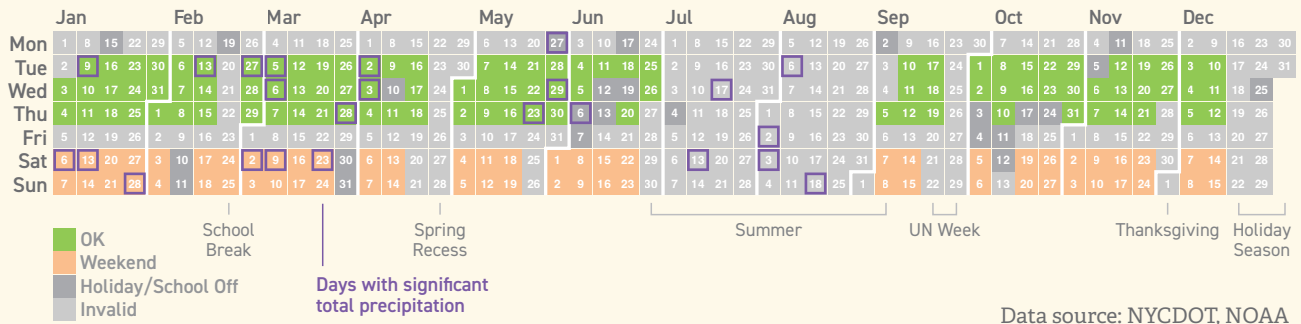 Jan Feb Mar Apr May Jun Jul Aug Sep Oct Nov Dec
Mon 1 8 15 22 29 5 12 19 26 4 11 18 25 1 8 15 22 29 6 13 20 27 3 10 17 24 1 8 15 22 29 5 12 19 26 2 9 16 23 30 7 14 21 28 4 11 18 25 2 9 16 23 30
Tue 2 9 16 23 30 6 13 20 27 5 12 19 26 2 9 16 23 30 7 14 21 28 4 11 18 25 2 9 16 23 30 6 13 20 27 3 10 17 24 1 8 15 22 29 5 12 19 26 3 10 17 24 31
Wed 3 10 17 24 31 7 14 21 28 6 13 20 27 3 10 17 24 1 8 15 22 29 5 12 19 26 3 10 17 24 31 7 14 21 28 4 11 18 25 2 9 16 23 30 6 13 20 27 4 11 18 25
Thu 4 11 18 25 1 8 15 22 29 7 14 21 28 4 11 18 25 2 9 16 23 30 6 13 20 27 4 11 18 25 1 8 15 22 29 5 12 19 26 3 10 17 24 31 7 14 21 28 5 12 19 26
Fri 5 12 19 26 2 9 16 23 1 8 15 22 29 5 12 19 26 3 10 17 24 31 7 14 21 28 5 12 19 26 2 9 16 23 30 6 13 20 27 4 11 18 25 1 8 15 22 29 6 13 20 27
Sat 6 13 20 27 3 10 17 24 2 9 16 23 30 6 13 20 27 4 11 18 25 1 8 15 22 29 6 13 20 27 3 10 17 24 31 7 14 21 28 5 12 19 26 2 9 16 23 30 7 14 21 28
Sun 7 14 21 28 4 11 18 25 3 10 17 24 31 7 14 21 28 5 12 19 26 2 9 16 23 30 7 14 21 28 4 11 18 25 1 8 15 22 29 6 13 20 27 3 10 17 24 1 8 15 22 29
School
Break
Spring
Recess
Summer
UN Week
Thanksgiving
Holiday
Season
OK
Weekend
Holiday/School Off
Invalid
Days with significant
total precipitation
Data source: NYCDOT, NOAA